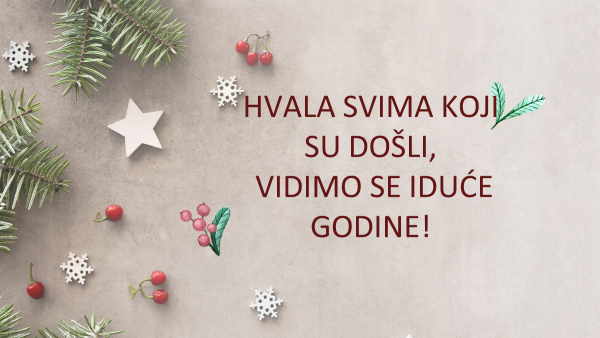 HVALA SVIMA KOJI
SU DOŠLI,
VIDIMO SE IDUĆE
GODINE!